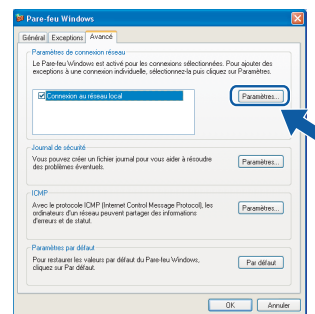 Pare-feu Windows
Général Exceptions Avancé
Paramètres de connexion réseau
Le Pare-feu Windows est activé pour les connexions sélectionnées. Pour ajouter des
exceptions à une connexion individuelle, sélectionnez-la puis cliquez sur Paramètres.
Connexion au réseau local
Paramètres...
Journal de sécurité
Vous pouvez créer un fichier journal pour vous aider à résoudre
des problèmes éventuels.
Paramètres...
ICMP
Avec le protocole ICMP (Internet Control Message Protocol), les
ordinateurs d'un réseau peuvent partager des informations
d'erreurs et de statut.
Paramètres...
Paramètres par défaut
Pour restaurer les valeurs par défaut du Pare-feu Windows,
cliquez sur Par défaut.
Par défaut
OK Annuler